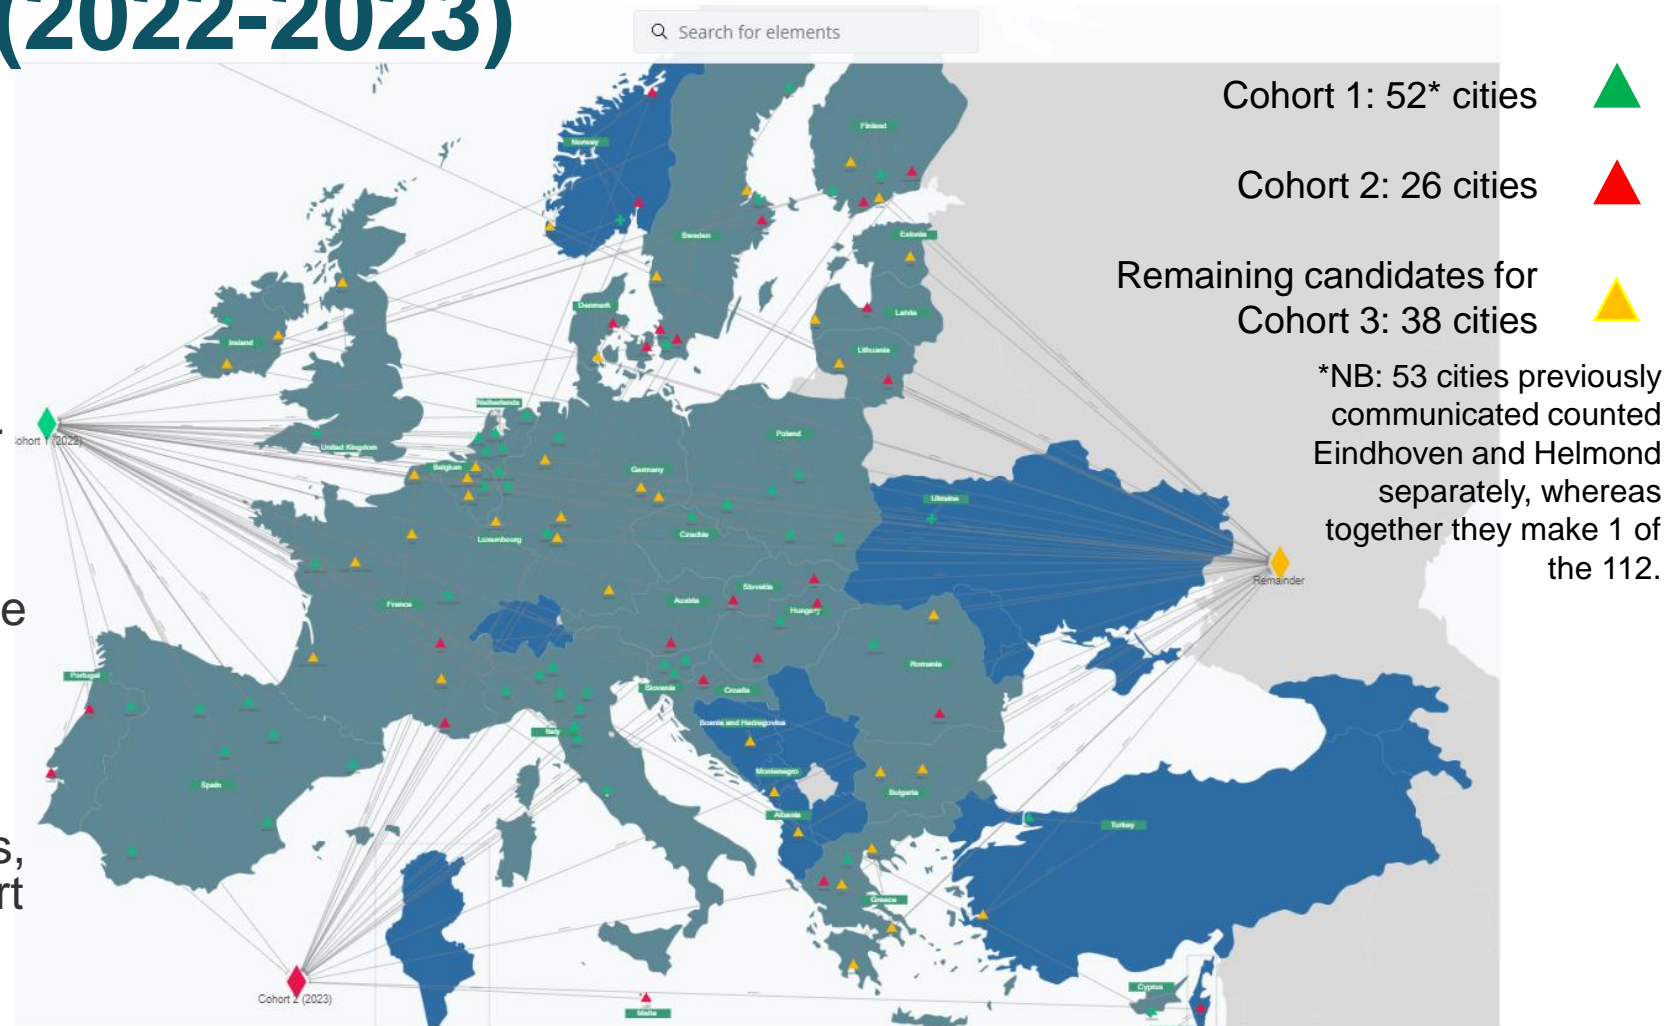 (2022-2023)
Search for elements
Cohort 1: 52* cities
Cohort 2: 26 cities
Remaining candidates for
Cohort 3: 38 cities
*NB: 53 cities previously
communicated counted
Eindhoven and Helmond
separately, whereas
together they make 1 of
the 112.
e
s,
rt
Norway
Finland
Sweden
Estonia
Denmark
Latvia
Ireland
Lithuania
Netherlands
Cohort 1 (2022)
United Kingdom
Poland
Belgium
Germany
Ukraine
Luxembourg
Czechia
Remainder
Slovakia
France
Austria
Hungary
Portugal
Romania
Slovenia
Croatia
Bosnia and Herzegovina
Italy
Montenegro
Spain
Bulgaria
Albania
Turkey
Greece
Cohort 2 (2023)
Malta
Cyprus